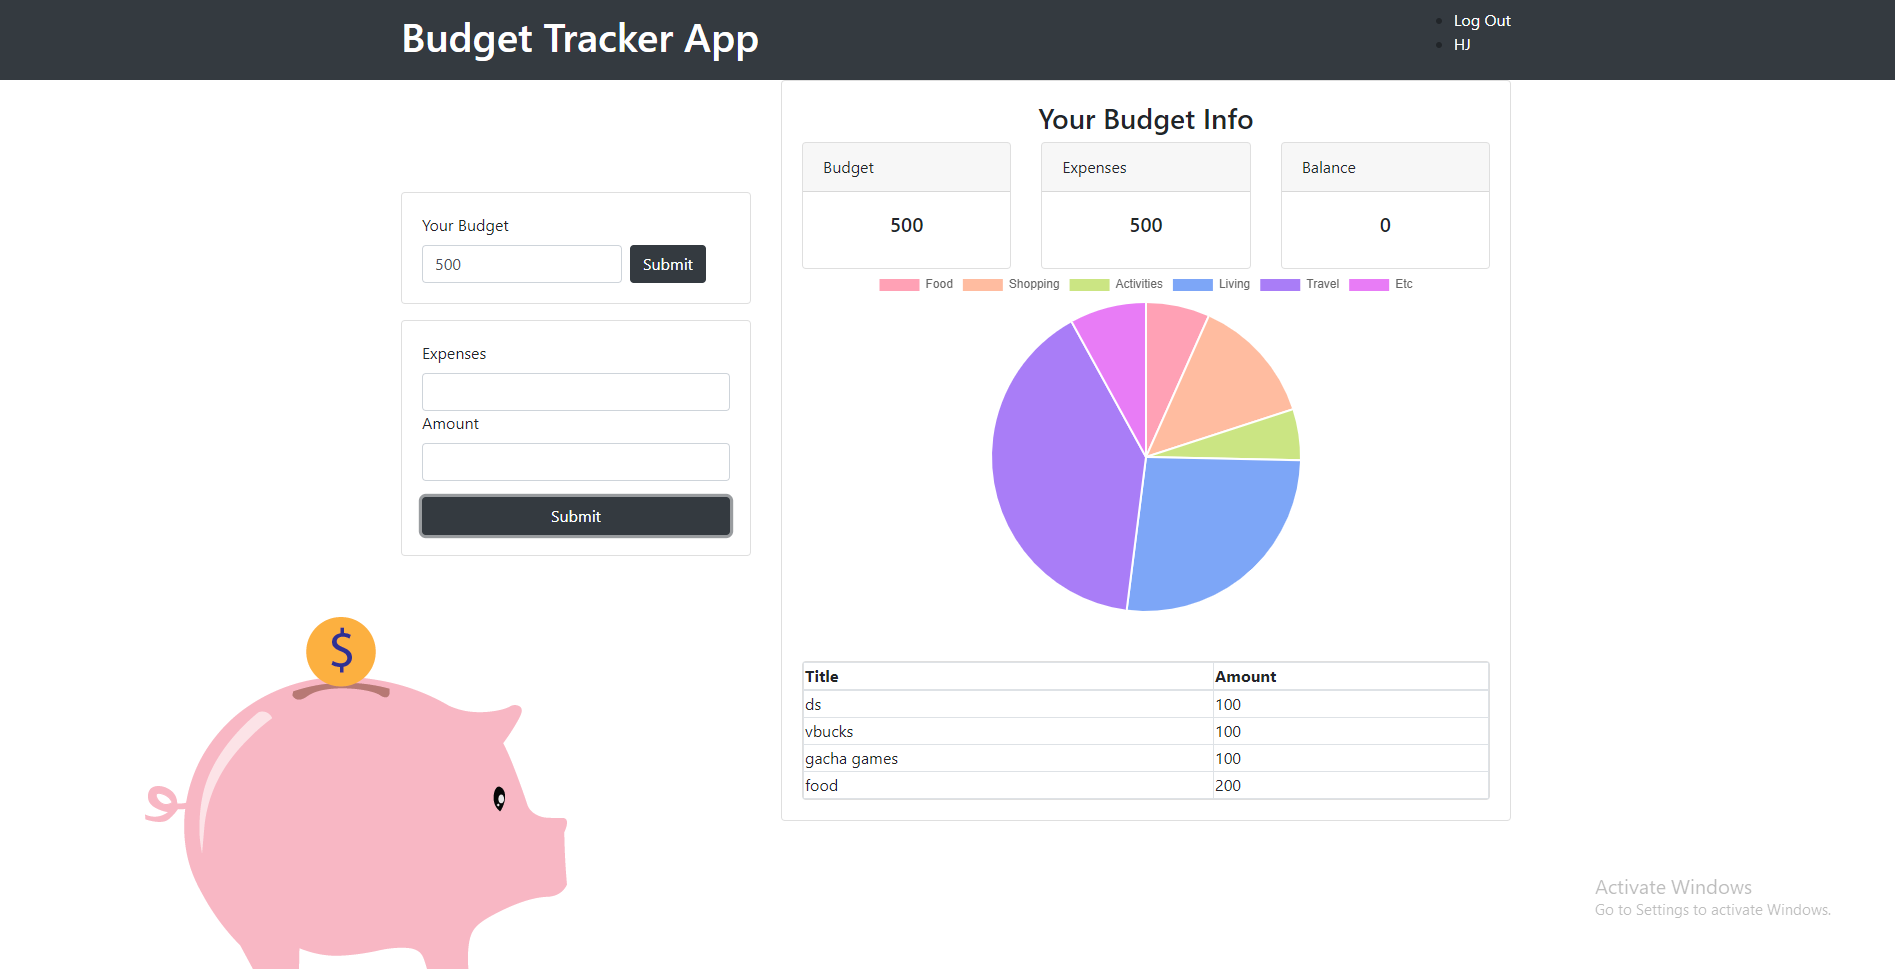 Budget Tracker App
Log Out
HJ
Your Budget
500
Submit
Expenses
Amount
Submit
$
Your Budget Info
Budget
Expenses
Balance
500
500
0
Food Shopping Activities Living Travel Etc
Title Amount
ds 100
vbucks 100
gacha games 100
food 200
Activate Windows
Go to Settings to activate Windows.